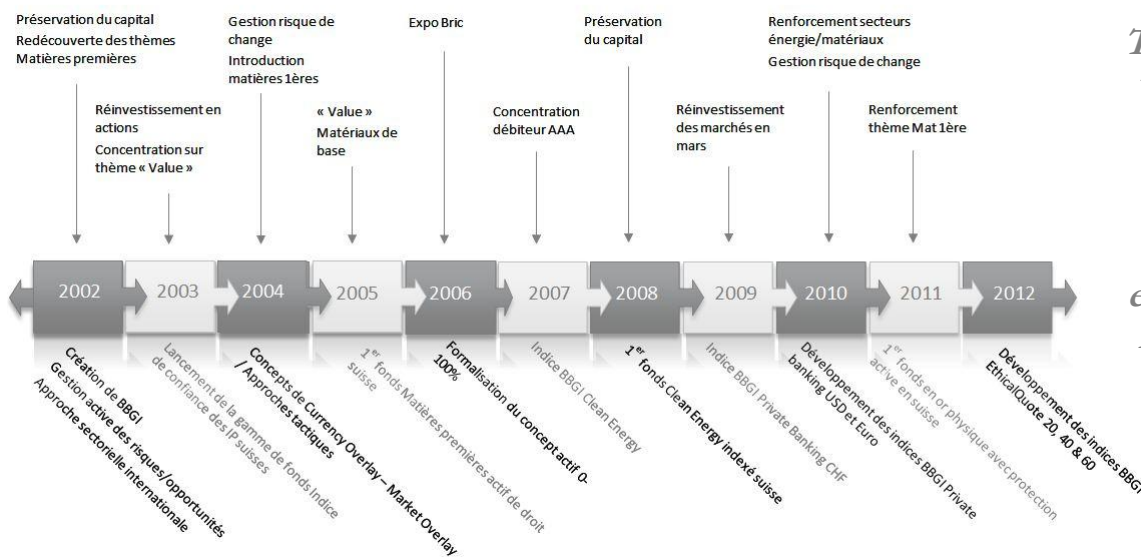 Préservation du capital
Redécouverte des thèmes
Matières premières
Réinvestissement en
actions
Concentration sur
thème « Value »
Gestion risque de
change
Introduction
matières 1ères
« Value »
Matériaux de
base
Expo Bric
Concentration
débiteur AAA
Préservation
du capital
Réinvestissement
des marchés en
mars
Renforcement secteurs
énergie/matériaux
Gestion risque de change
Renforcement
thème Mat 1ère
2002
2003
2004
2005
2006
2007
2008
2009
2010
2011
2012
Création de BBGI
Gestion active des risques/opportunités
Approche sectorielle internationale
Lancement de la gamme de fonds Indice
de confiance des IP suisses
Concepts de Currency Overlay – Market Overlay
/ Approches tactiques
1er fonds Matières premières actif de droit
suisse
Formalisation du concept actif 0-
100%
Indice BBGI Clean Energy
1er fonds Clean Energy indexé suisse
Indice BBGI Private Banking CHF
Développement des indices BBGI Private
banking USD et Euro
1er fonds en or physique avec protection
active en suisse
Développement des indices BBGI
EthicalQuote 20, 40 & 60
T
e